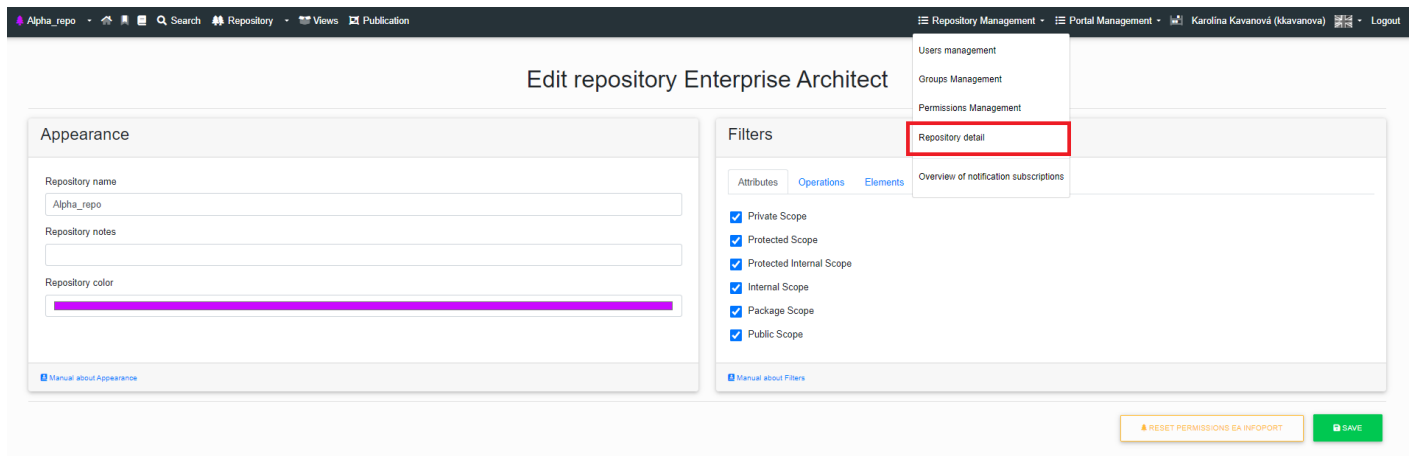 Alpha_repo Search Repository Views Publication Repository Management Portal Management Karolína Kavanová (kkavanova) Logout
Users management
Groups Management
Permissions Management
Repository detail
Overview of notification subscriptions
Edit repository Enterprise Architect
Appearance
Repository name
Alpha_repo
Repository notes
Repository color
Manual about Appearance
Filters
Attributes Operations Elements
Private Scope
Protected Scope
Protected Internal Scope
Internal Scope
Package Scope
Public Scope
Manual about Filters
RESET PERMISSIONS EA INFOPORT SAVE